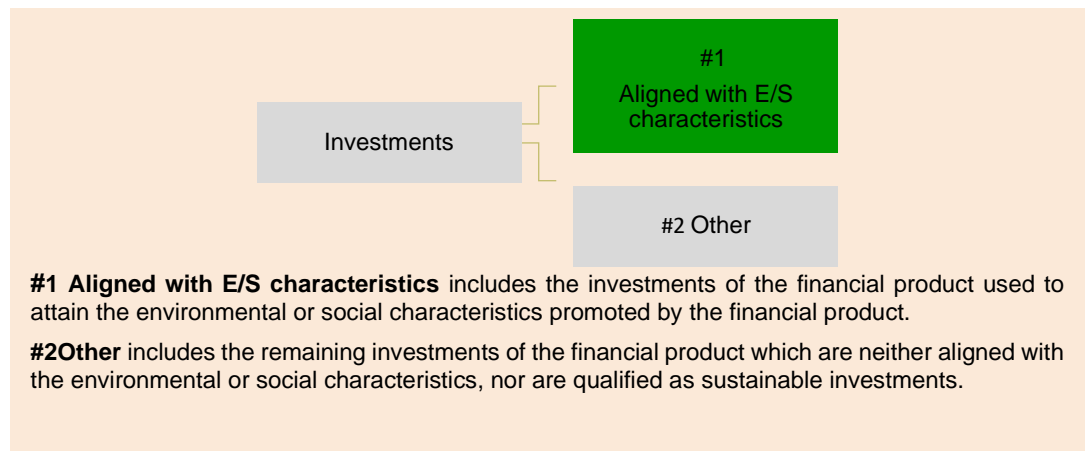 #1
Aligned with E/S
characteristics
Investments
#2 Other
#1 Aligned with E/S characteristics includes the investments of the financial product used to
attain the environmental or social characteristics promoted by the financial product.
#2Other includes the remaining investments of the financial product which are neither aligned with
the environmental or social characteristics, nor are qualified as sustainable investments.